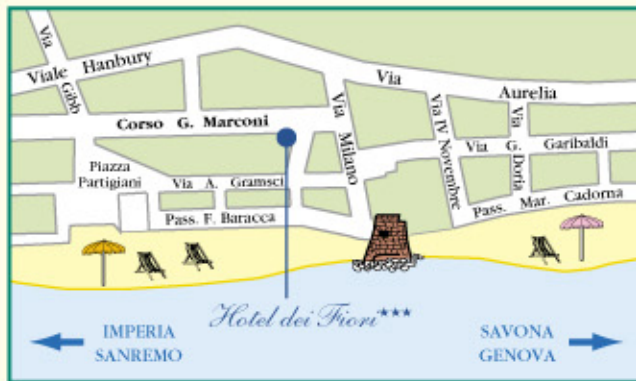 Via
Gibb
Viale Hanbury
Via
Aurelia
Corso G. Marconi
Via Milano
Via IV Novembre
Via G. Doria
Via G. Garibaldi
Piazza
Partigiani
Via A. Gramsci
Pass. F. Baracca
Pass. Mar. Cadorna
Hotel dei Fiori***
IMPERIA
SANREMO
SAVONA
GENOVA